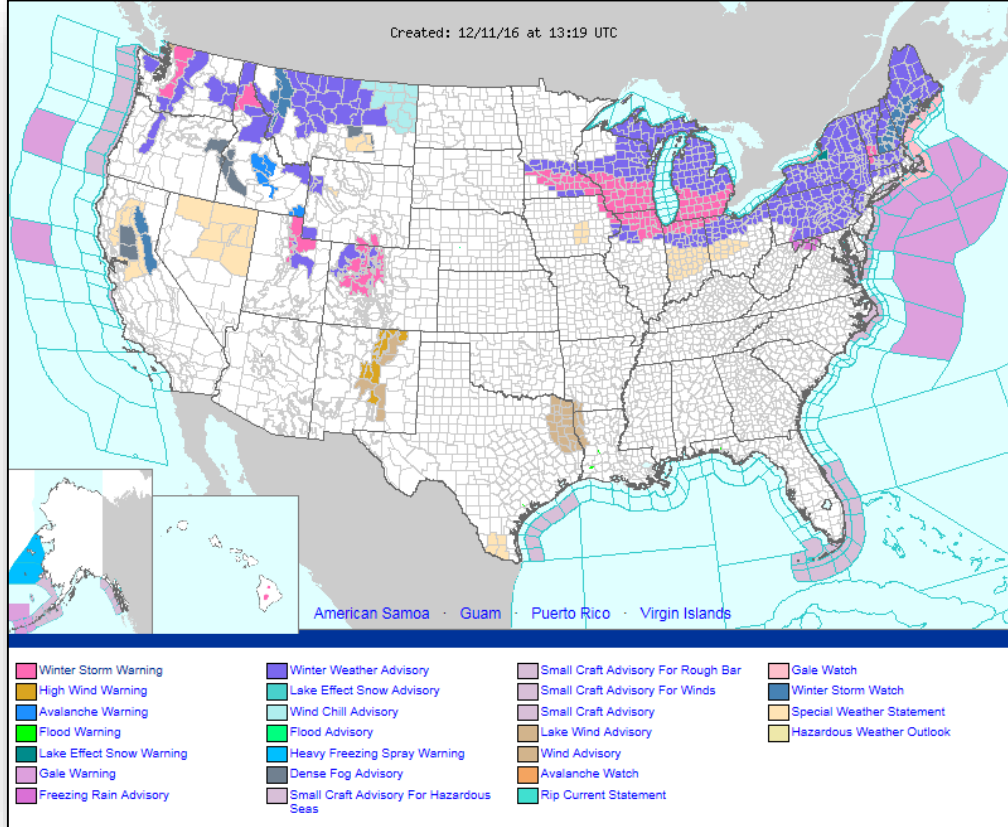 Created: 12/11/16 at 13:19 UTC
American Samoa · Guam · Puerto Rico · Virgin Islands
Winter Storm Warning
High Wind Warning
Avalanche Warning
Flood Warning
Lake Effect Snow Warning
Gale Warning
Freezing Rain Advisory
Winter Weather Advisory
Lake Effect Snow Advisory
Wind Chill Advisory
Flood Advisory
Heavy Freezing Spray Warning
Dense Fog Advisory
Small Craft Advisory For Hazardous
Seas
Small Craft Advisory For Rough Bar
Small Craft Advisory For Winds
Small Craft Advisory
Lake Wind Advisory
Wind Advisory
Avalanche Watch
Rip Current Statement
Gale Watch
Winter Storm Watch
Special Weather Statement
Hazardous Weather Outlook